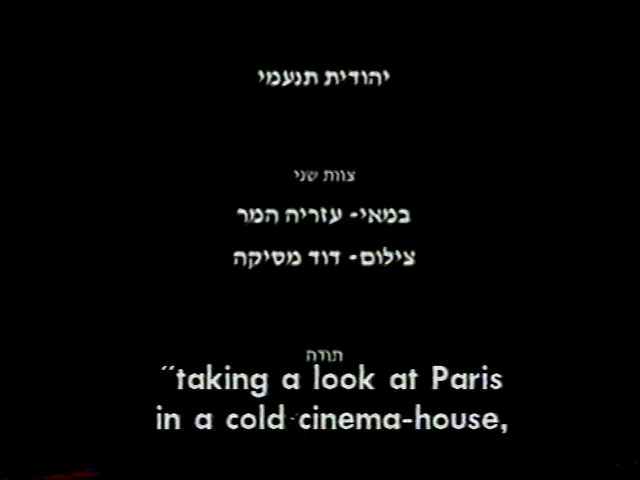 יהודית תנעמי
צוות שני
במאי- עזריה המר
צילום- דוד מסיקה
תודה
"taking a look at Paris
in a cold cinema-house,